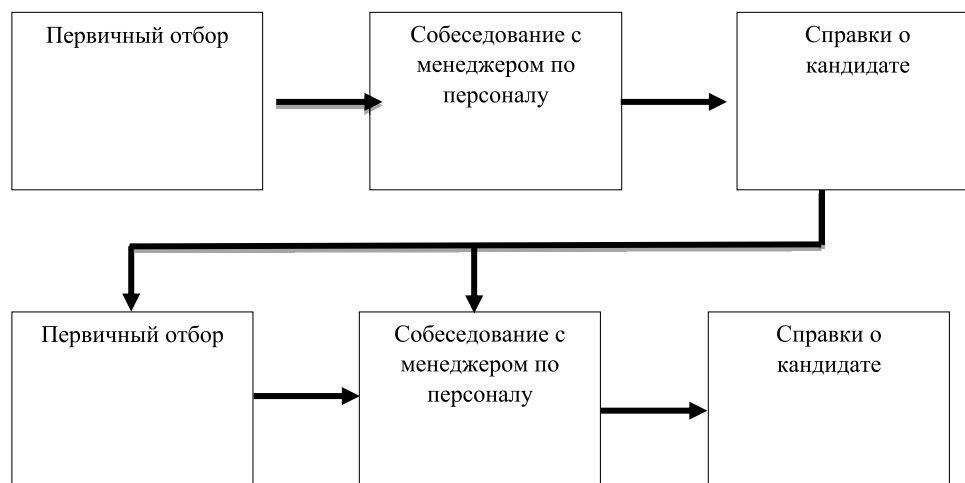 Первичный отбор
Собеседование с
менеджером по
персоналу
Справки о
кандидате
Первичный отбор
Собеседование с
менеджером по
персоналу
Справки о
кандидате